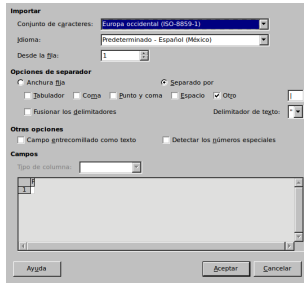 Importar
Conjunto de caracteres: Europa occidental (ISO-8859-1)
Idioma: Predeterminado - Español (México)
Desde la fila: 1
Opciones de separador
Anchura fija Separado por
Tabulador Coma Punto y coma Espacio Otro |
Fusionar los delimitadores Delimitador de texto: "
Otras opciones
Campo entrecomillado como texto Detectar los números especiales
Campos
Tipo de columna:
1
Ayuda Aceptar Cancelar